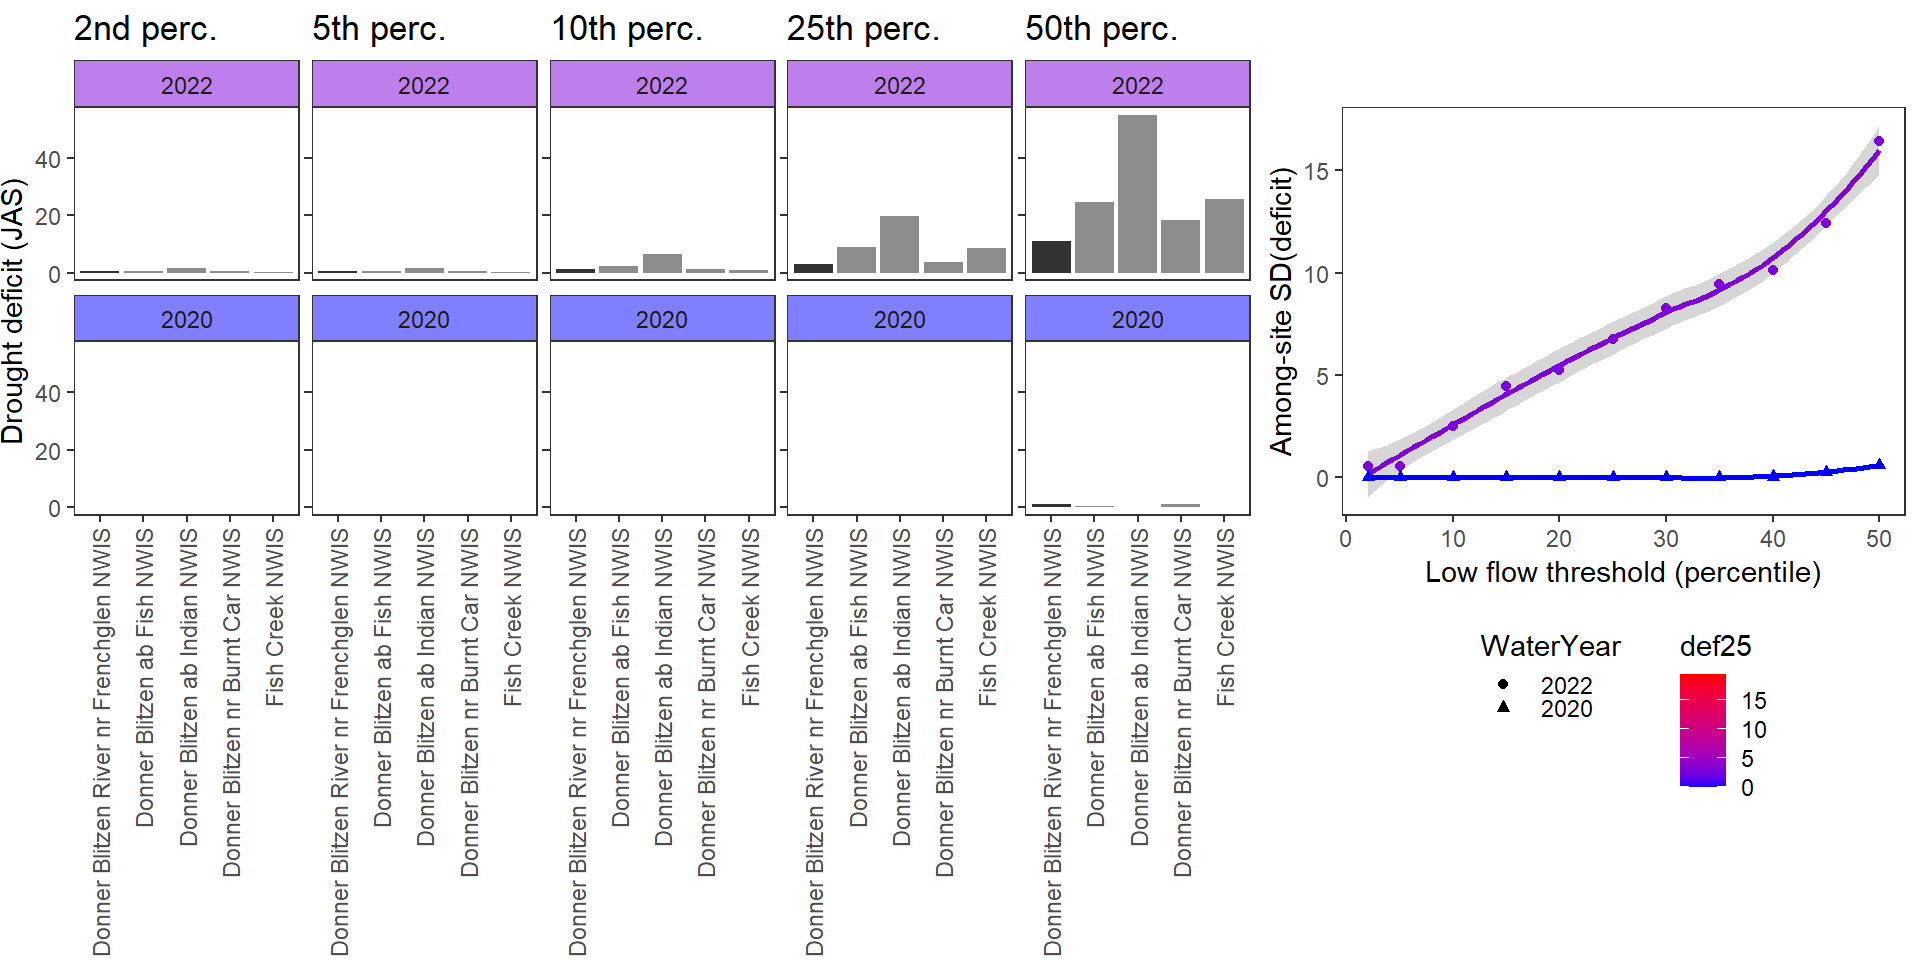 2nd perc.
5th perc.
10th perc.
25th perc.
50th perc.
2022
2022
2022
2022
2022
Drought deficit (JAS)
40
20
0
2020
2020
2020
2020
2020
40
20
0
Donner Blitzen River nr Frenchglen NWIS
Donner Blitzen ab Fish NWIS
Donner Blitzen ab Indian NWIS
Donner Blitzen nr Burnt Car NWIS
Fish Creek NWIS
Donner Blitzen River nr Frenchglen NWIS
Donner Blitzen ab Fish NWIS
Donner Blitzen ab Indian NWIS
Donner Blitzen nr Burnt Car NWIS
Fish Creek NWIS
Donner Blitzen River nr Frenchglen NWIS
Donner Blitzen ab Fish NWIS
Donner Blitzen ab Indian NWIS
Donner Blitzen nr Burnt Car NWIS
Fish Creek NWIS
Donner Blitzen River nr Frenchglen NWIS
Donner Blitzen ab Fish NWIS
Donner Blitzen ab Indian NWIS
Donner Blitzen nr Burnt Car NWIS
Fish Creek NWIS
Donner Blitzen River nr Frenchglen NWIS
Donner Blitzen ab Fish NWIS
Donner Blitzen ab Indian NWIS
Donner Blitzen nr Burnt Car NWIS
Fish Creek NWIS
Among-site SD(deficit)
15
10
5
0
0
10
20
30
40
50
Low flow threshold (percentile)
WaterYear
2022
2020
def25
15
10
5
0